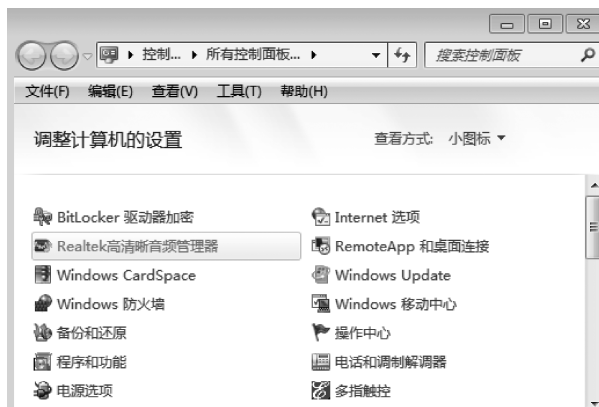 控制... 所有控制面板... 搜索控制面板
文件(F) 编辑(E) 查看(V) 工具(T) 帮助(H)
调整计算机的设置 查看方式: 小图标
BitLocker 驱动器加密 Internet 选项
Realtek高清晰音频管理器 RemoteApp 和桌面连接
Windows CardSpace Windows Update
Windows 防火墙 Windows 移动中心
备份和还原 操作中心
程序和功能 电话和调制解调器
电源选项 多指触控